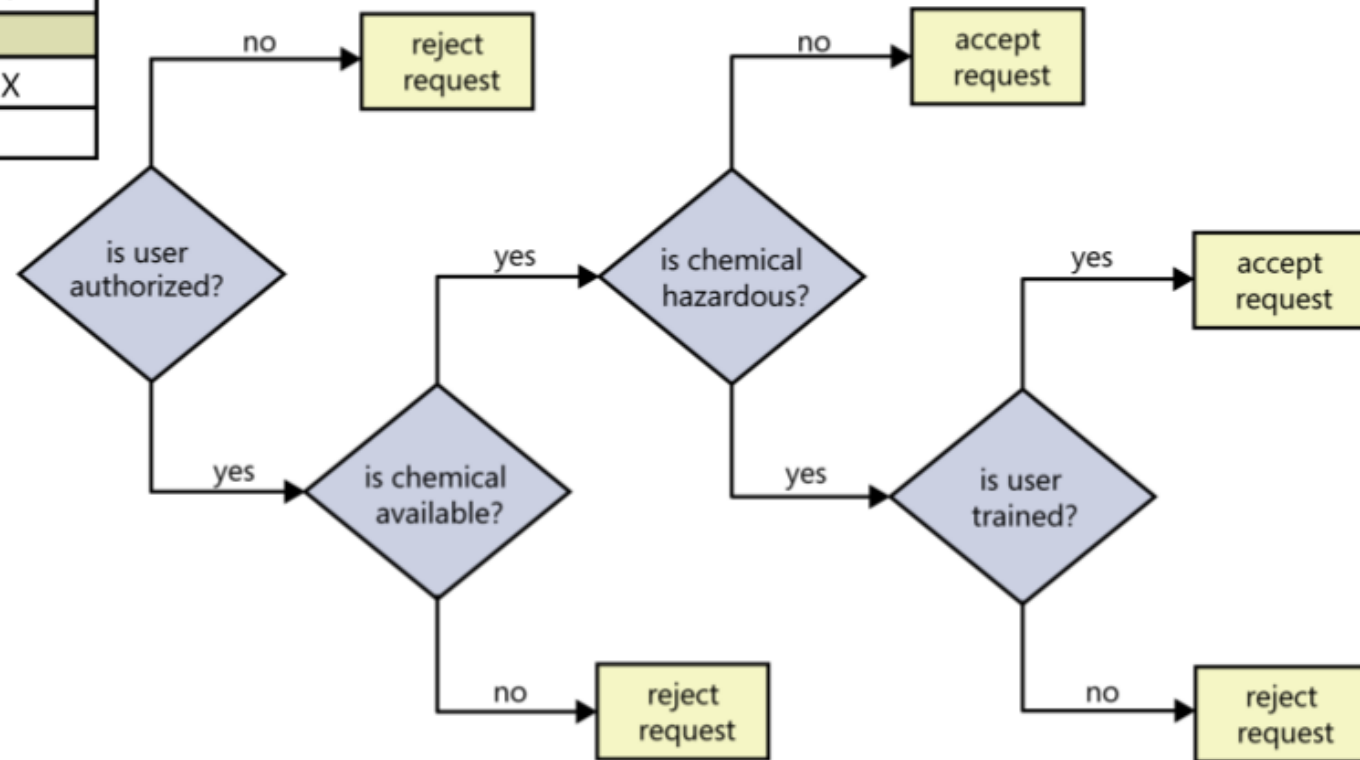 X
no
reject
request
no
accept
request
is user
authorized?
yes
is chemical
hazardous?
yes
accept
request
yes
is chemical
available?
yes
is user
trained?
no
reject
request
no
reject
request